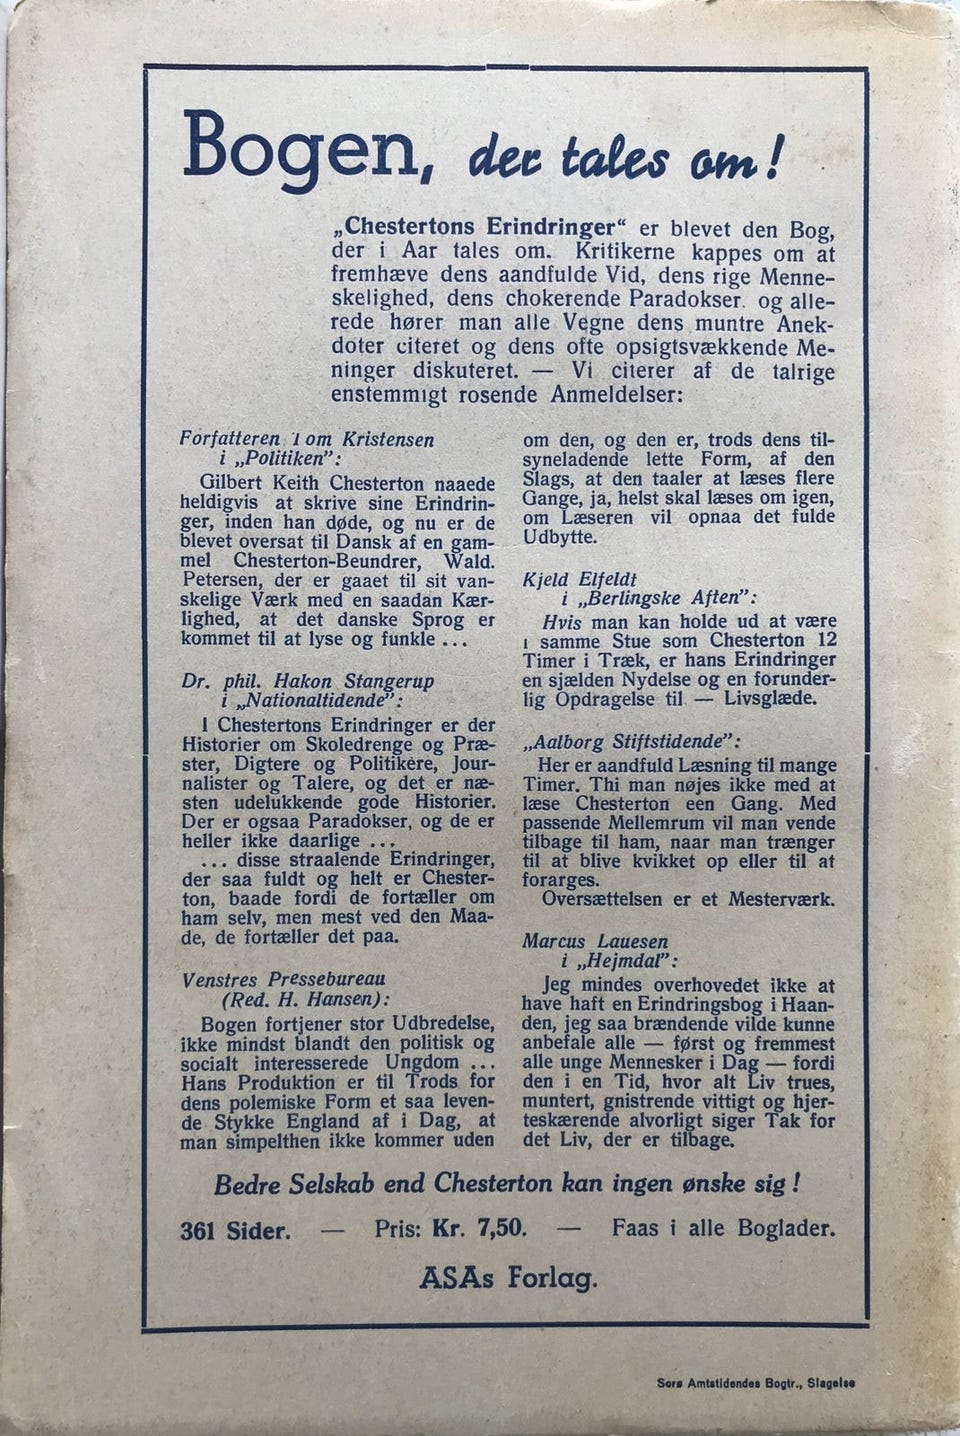 Bogen, der tales om!
„Chestertons Erindringer“ er blevet den Bog,
der i Aar tales om. Kritikerne kappes om at
fremhæve dens aandfulde Vid, dens rige Menne-
skelighed, dens chokerende Paradokser. og alle-
rede hører man alle Vegne dens muntre Anek-
doter citeret og dens ofte opsigtsvækkende Me-
ninger diskuteret. — Vi citerer af de talrige
enstemmigt rosende Anmeldelser:
Forfatteren Tom Kristensen
i „Politiken”:
Gilbert Keith Chesterton naaede
heldigvis at skrive sine Erindrin-
ger, inden han døde, og nu er de
blevet oversat til Dansk af en gam-
mel Chesterton-Beundrer, Wald.
Petersen, der er gaaet til sit van-
skelige Værk med en saadan Kær-
lighed, at det danske Sprog er
kommet til at lyse og funkle ...
Dr. phil. Hakon Stangerup
i „Nationaltidende”:
I Chestertons Erindringer er der
Historier om Skoledrenge og Præ-
ster, Digtere og Politikere, Jour-
nalister og Talere, og det er næ-
sten udelukkende gode Historier.
Der er ogsaa Paradokser, og de er
heller ikke daarlige ...
... disse straalende Erindringer,
der saa fuldt og helt er Chester-
ton, baade fordi de fortæller om
ham selv, men mest ved den Maa-
de, de fortæller det paa.
Venstres Pressebureau
(Red. H. Hansen):
Bogen fortjener stor Udbredelse,
ikke mindst blandt den politisk og
socialt interesserede Ungdom ...
Hans Produktion er til Trods for
dens polemiske Form et saa leven-
de Stykke England af i Dag, at
man simpelthen ikke kommer uden
om den, og den er, trods dens til-
syneladende lette Form, af den
Slags, at den taaler at læses flere
Gange, ja, helst skal læses om igen,
om Læseren vil opnaa det fulde
Udbytte.
Kjeld Elfeldt
i „Berlingske Aften”:
Hvis man kan holde ud at være
i samme Stue som Chesterton 12
Timer i Træk, er hans Erindringer
en sjælden Nydelse og en forunder-
lig Opdragelse til — Livsglæde.
„Aalborg Stiftstidende”:
Her er aandfuld Læsning til mange
Timer. Thi man nøjes ikke med at
læse Chesterton een Gang. Med
passende Mellemrum vil man vende
tilbage til ham, naar man trænger
til at blive kvikket op eller til at
forarges.
Oversættelsen er et Mesterværk.
Marcus Lauesen
i „Hejmdal”:
Jeg mindes overhovedet ikke at
have haft en Erindringsbog i Haan-
den, jeg saa brændende vilde kunne
anbefale alle — først og fremmest
alle unge Mennesker i Dag — fordi
den i en Tid, hvor alt Liv trues,
muntert, gnistrende vittigt og hjer-
teskærende alvorligt siger Tak for
det Liv, der er tilbage.
Bedre Selskab end Chesterton kan ingen ønske sig!
361 Sider. — Pris: Kr. 7,50. — Faas i alle Boglader.
ASAs Forlag.
Sorø Amtstidendes Bogtr., Slagelse